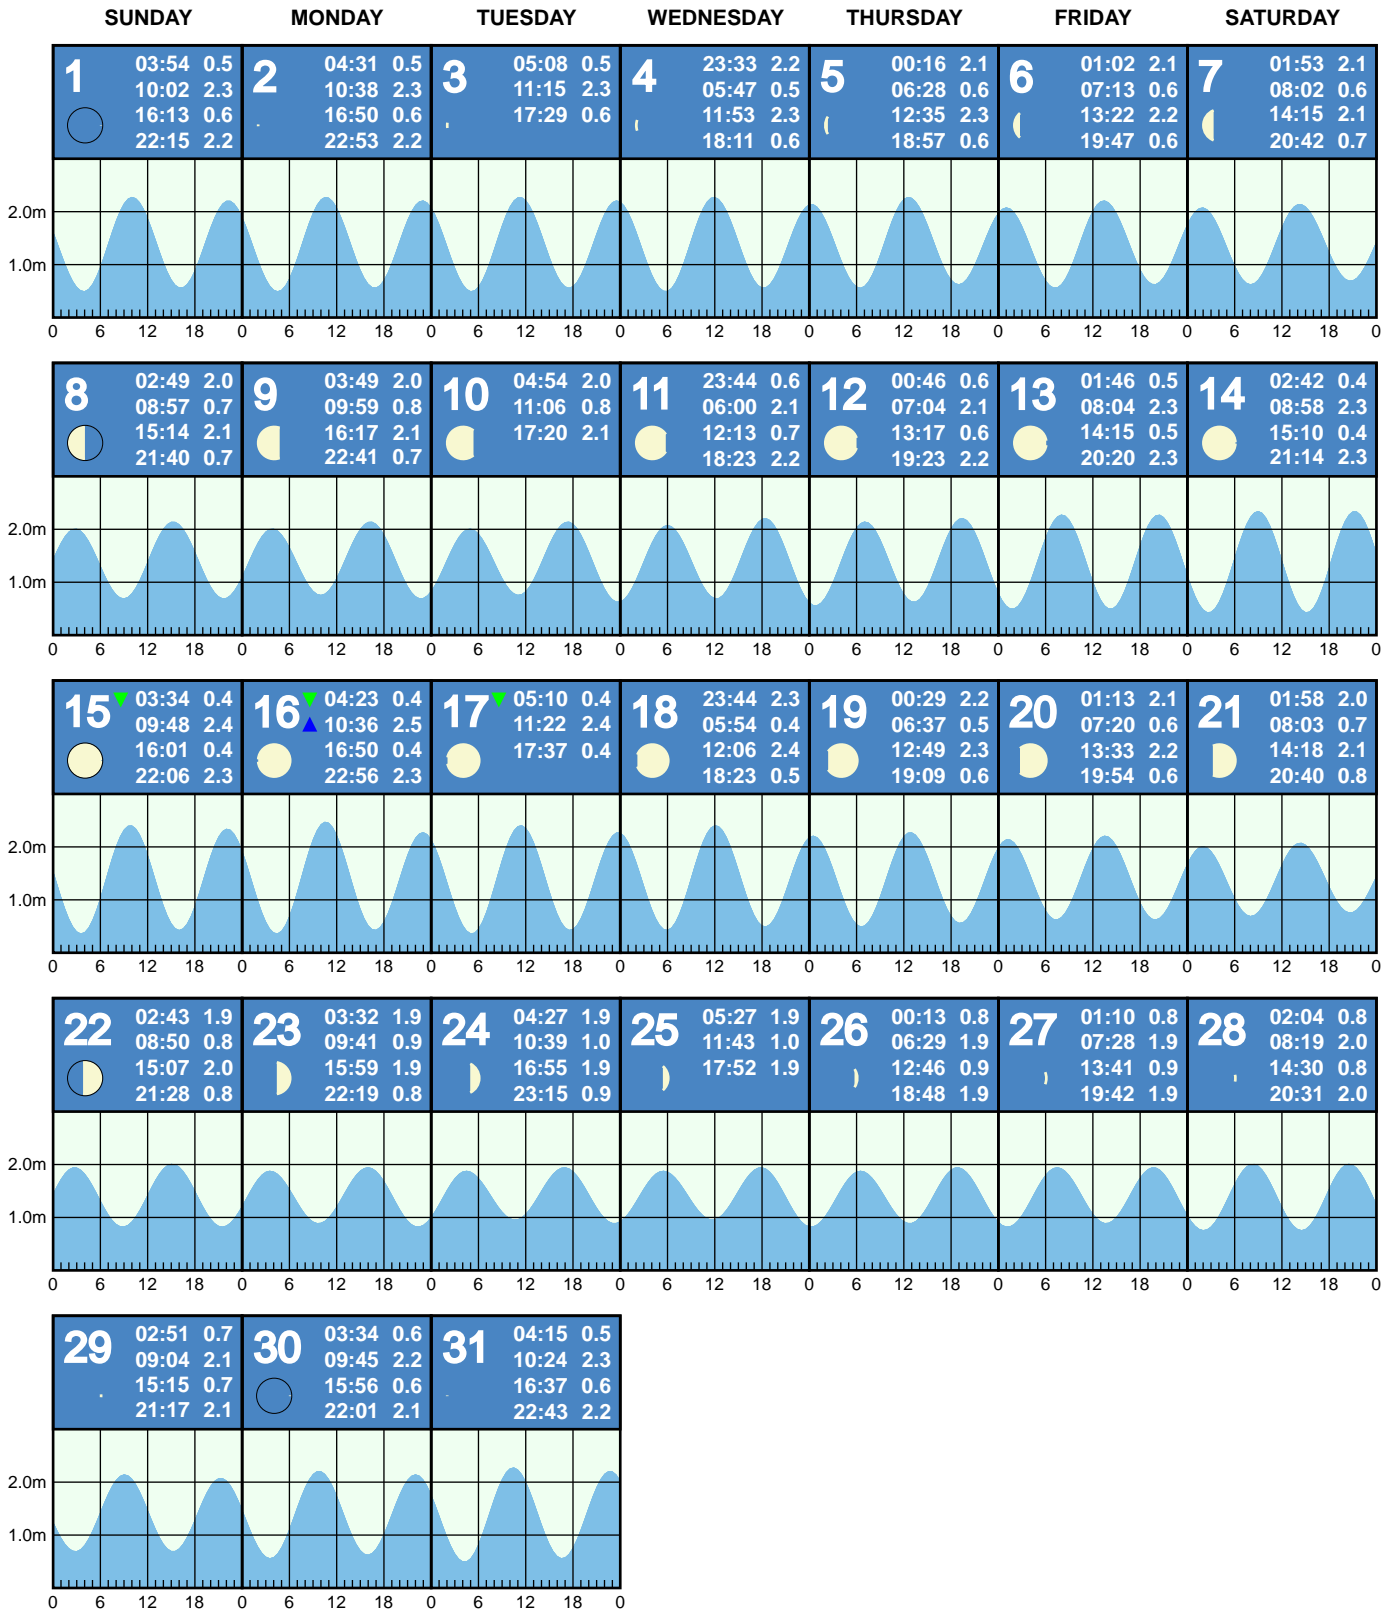 SUNDAY MONDAY TUESDAY WEDNESDAY THURSDAY FRIDAY SATURDAY
1 03:54 0.5
10:02 2.3
16:13 0.6
22:15 2.2
2 04:31 0.5
10:38 2.3
16:50 0.6
22:53 2.2
3 05:08 0.5
11:15 2.3
17:29 0.6
4 23:33 2.2
05:47 0.5
11:53 2.3
18:11 0.6
5 00:16 2.1
06:28 0.6
12:35 2.3
18:57 0.6
6 01:02 2.1
07:13 0.6
13:22 2.2
19:47 0.6
7 01:53 2.1
08:02 0.6
14:15 2.1
20:42 0.7
2.0m
1.0m
0 6 12 18 0 6 12 18 0 6 12 18 0 6 12 18 0 6 12 18 0 6 12 18 0 6 12 18 0
8 02:49 2.0
08:57 0.7
15:14 2.1
21:40 0.7
9 03:49 2.0
09:59 0.8
16:17 2.1
22:41 0.7
10 04:54 2.0
11:06 0.8
17:20 2.1
11 23:44 0.6
06:00 2.1
12:13 0.7
18:23 2.2
12 00:46 0.6
07:04 2.1
13:17 0.6
19:23 2.2
13 01:46 0.5
08:04 2.3
14:15 0.5
20:20 2.3
14 02:42 0.4
08:58 2.3
15:10 0.4
21:14 2.3
2.0m
1.0m
0 6 12 18 0 6 12 18 0 6 12 18 0 6 12 18 0 6 12 18 0 6 12 18 0 6 12 18 0
15 03:34 0.4
09:48 2.4
16:01 0.4
22:06 2.3
16 04:23 0.4
10:36 2.5
16:50 0.4
22:56 2.3
17 05:10 0.4
11:22 2.4
17:37 0.4
18 23:44 2.3
05:54 0.4
12:06 2.4
18:23 0.5
19 00:29 2.2
06:37 0.5
12:49 2.3
19:09 0.6
20 01:13 2.1
07:20 0.6
13:33 2.2
19:54 0.6
21 01:58 2.0
08:03 0.7
14:18 2.1
20:40 0.8
2.0m
1.0m
0 6 12 18 0 6 12 18 0 6 12 18 0 6 12 18 0 6 12 18 0 6 12 18 0 6 12 18 0
22 02:43 1.9
08:50 0.8
15:07 2.0
21:28 0.8
23 03:32 1.9
09:41 0.9
15:59 1.9
22:19 0.8
24 04:27 1.9
10:39 1.0
16:55 1.9
23:15 0.9
25 05:27 1.9
11:43 1.0
17:52 1.9
26 00:13 0.8
06:29 1.9
12:46 0.9
18:48 1.9
27 01:10 0.8
07:28 1.9
13:41 0.9
19:42 1.9
28 02:04 0.8
08:19 2.0
14:30 0.8
20:31 2.0
2.0m
1.0m
0 6 12 18 0 6 12 18 0 6 12 18 0 6 12 18 0 6 12 18 0 6 12 18 0 6 12 18 0
29 02:51 0.7
09:04 2.1
15:15 0.7
21:17 2.1
30 03:34 0.6
09:45 2.2
15:56 0.6
22:01 2.1
31 04:15 0.5
10:24 2.3
16:37 0.6
22:43 2.2
2.0m
1.0m
0 6 12 18 0 6 12 18 0 6 12 18 0